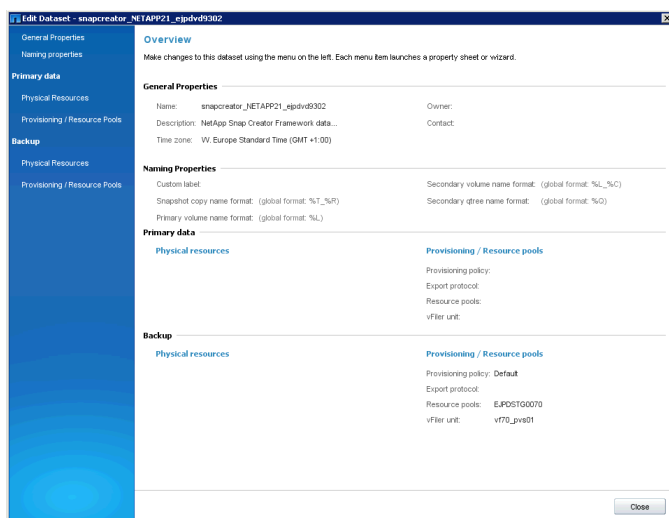 Edit Dataset - snapcreator_NETAPP21_ejpdvd9302
General Properties
Naming properties
Primary data
Physical Resources
Provisioning / Resource Pools
Backup
Physical Resources
Provisioning / Resource Pools
Overview
Make changes to this dataset using the menu on the left. Each menu item launches a property sheet or wizard.
General Properties
Name: snapcreator_NETAPP21_ejpdvd9302 Owner:
Description: NetApp Snap Creator Framework data... Contact:
Time zone: W. Europe Standard Time (GMT +1:00)
Naming Properties
Custom label: Secondary volume name format: (global format: %L_%C)
Snapshot copy name format: (global format: %T_%R) Secondary qtree name format: (global format: %Q)
Primary volume name format: (global format: %L)
Primary data
Physical resources Provisioning / Resource pools
Provisioning policy:
Export protocol:
Resource pools:
vFiler unit:
Backup
Physical resources Provisioning / Resource pools
Provisioning policy: Default
Export protocol:
Resource pools: EJPDSTG0070
vFiler unit: vf70_pvs01
Close